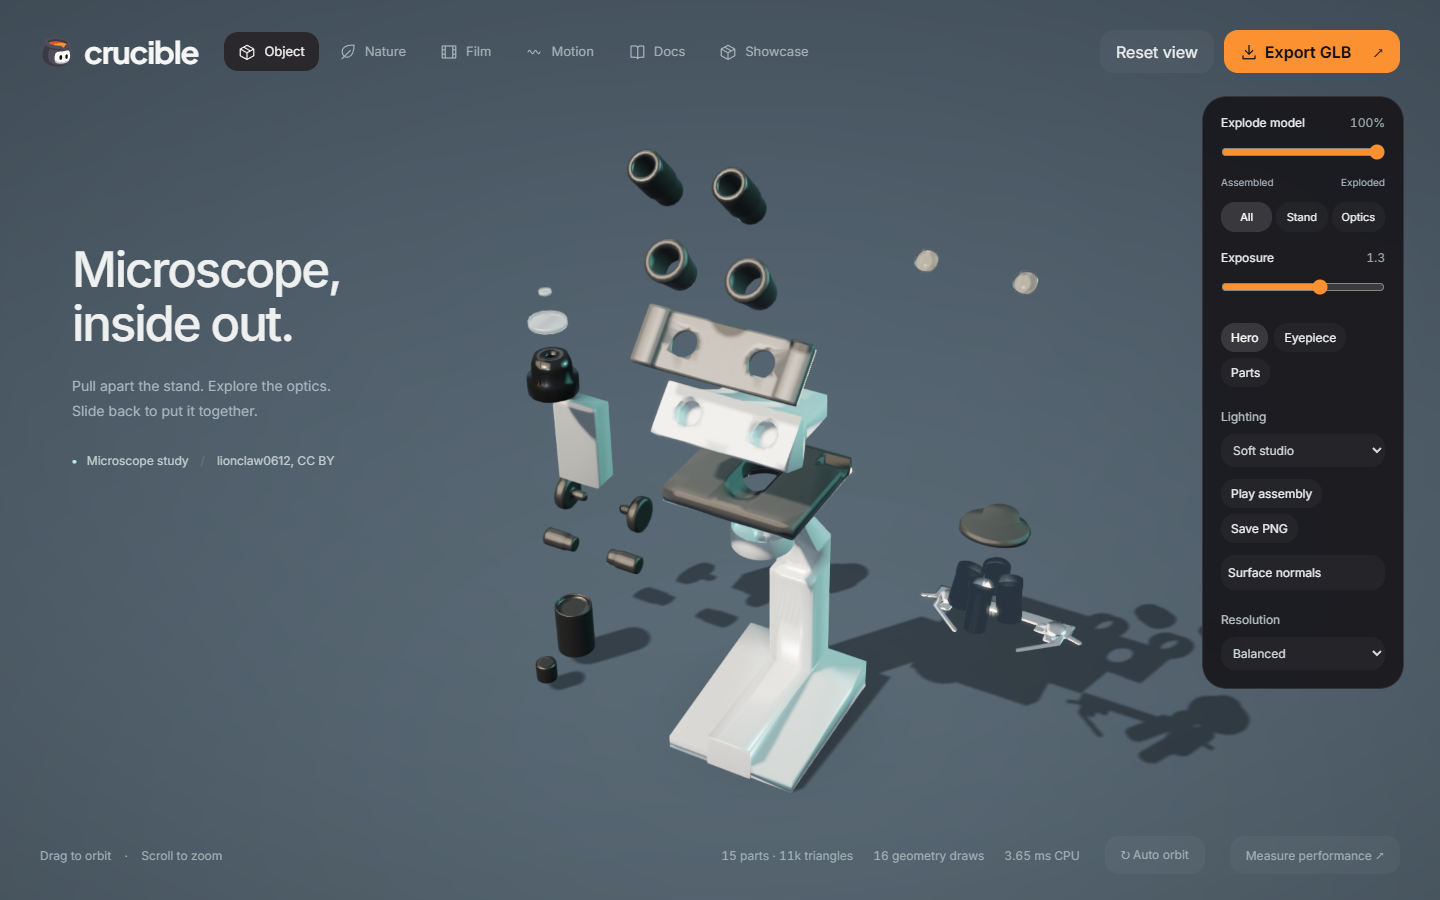 crucible
Object
Nature
Film
Motion
Docs
Showcase
Reset view
Export GLB ↗
Explode model 100%
Assembled Exploded
All Stand Optics
Exposure 1.3
Hero Eyepiece
Parts
Lighting
Soft studio
Play assembly
Save PNG
Surface normals
Resolution
Balanced
Microscope,
inside out.
Pull apart the stand. Explore the optics.
Slide back to put it together.
• Microscope study / lionclaw0612, CC BY
Drag to orbit · Scroll to zoom
15 parts · 11k triangles
16 geometry draws
3.65 ms CPU
↻ Auto orbit
Measure performance ↗